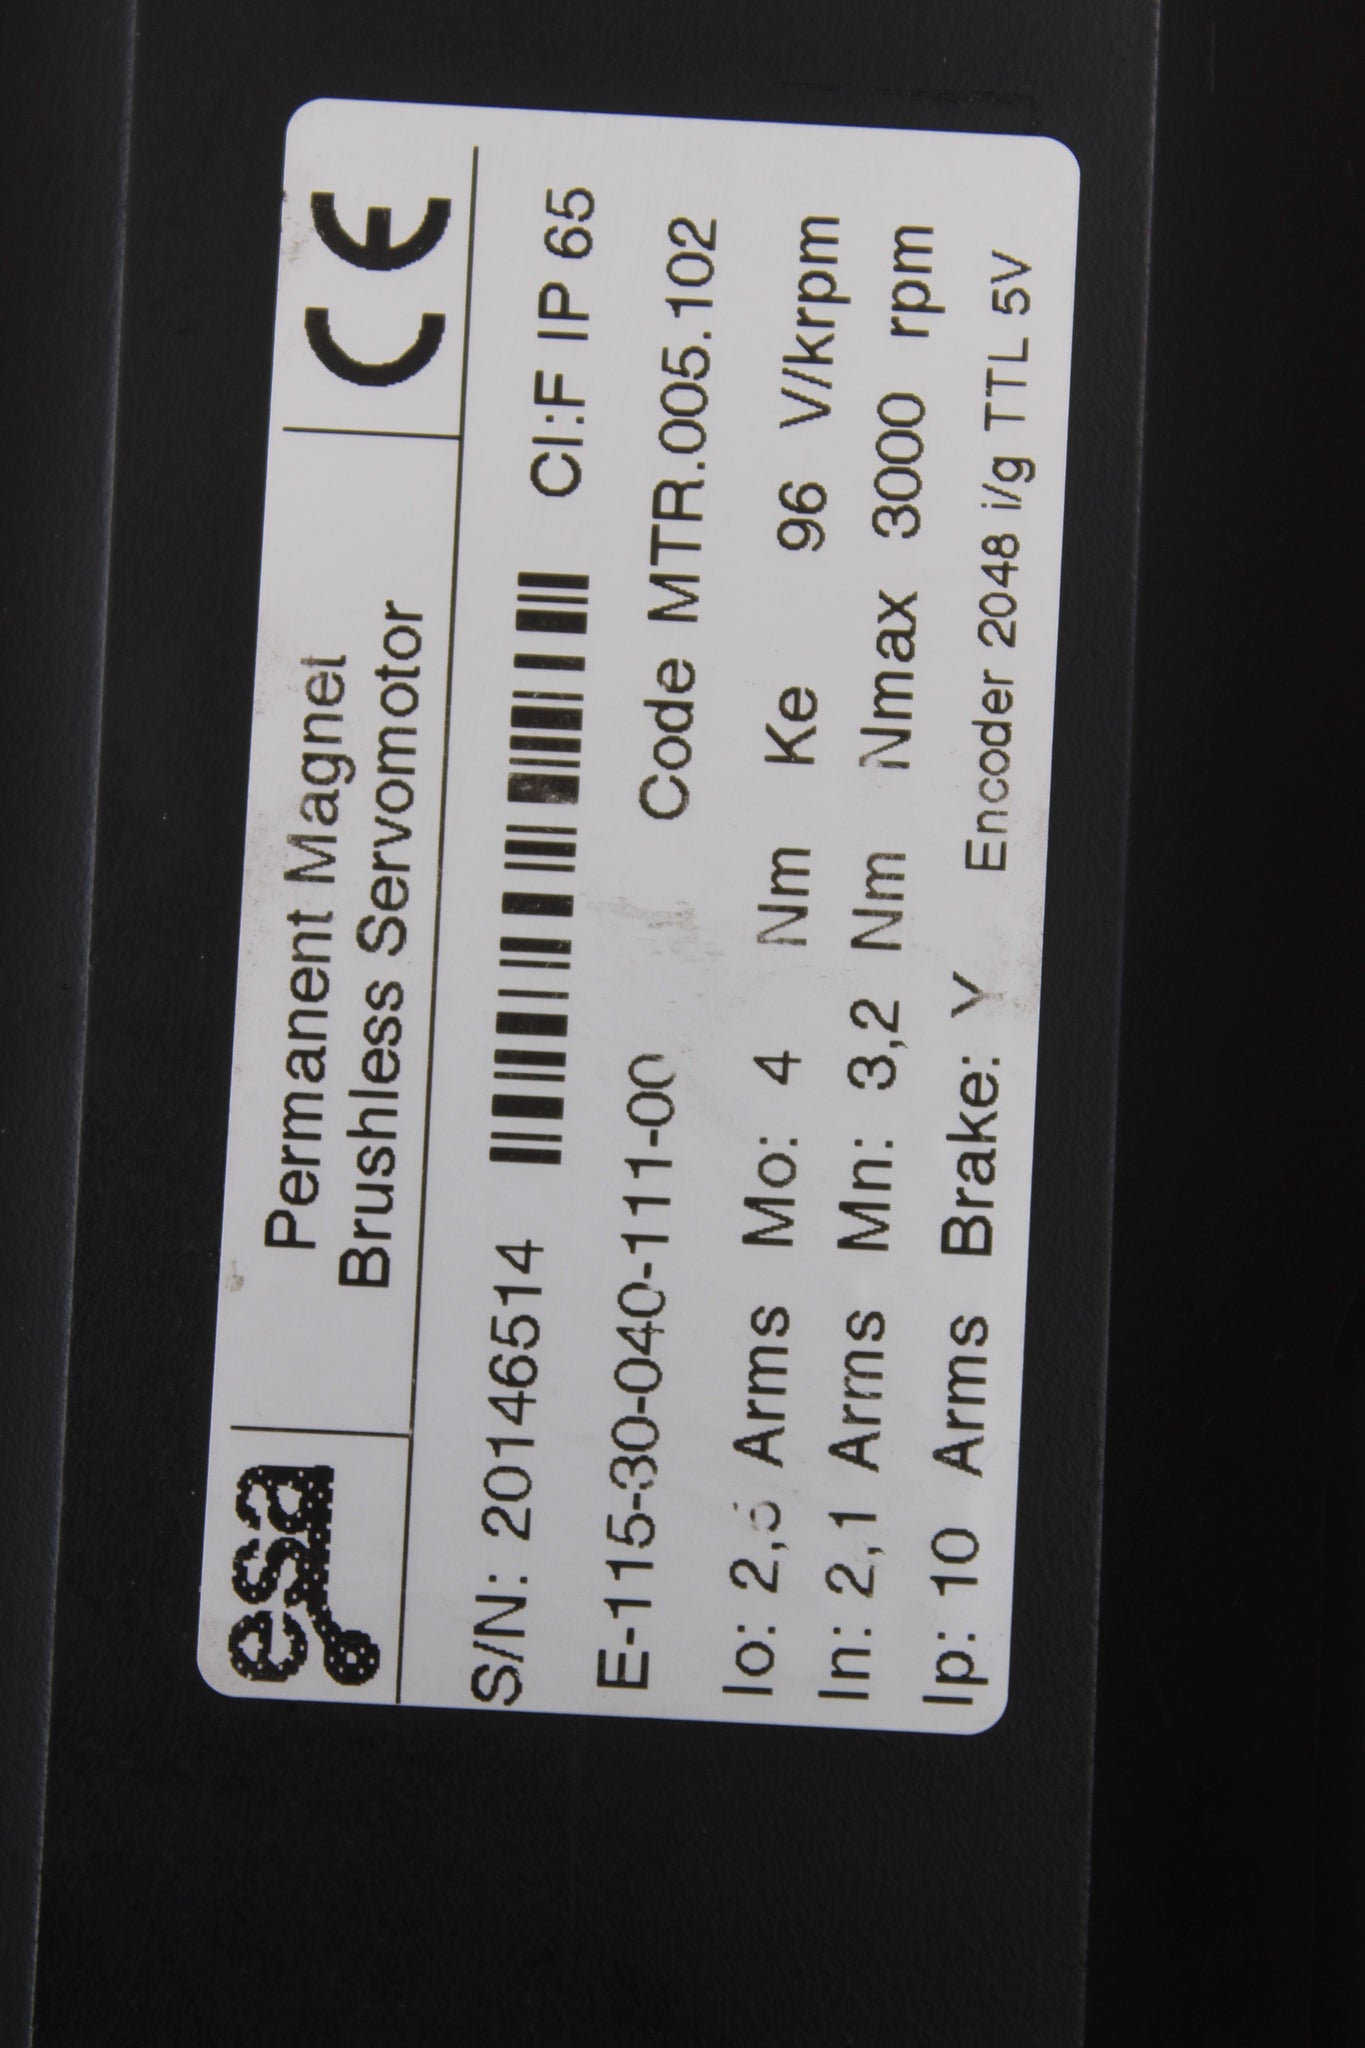 esa
Permanent Magnet
Brushless Servomotor
CE
S/N: 20146514 Cl:F IP 65
E-115-30-040-111-00 Code MTR.005.102
Io: 2,5 Arms Mo: 4 Nm Ke 96 V/krpm
In: 2,1 Arms Mn: 3,2 Nm Nmax 3000 rpm
Ip: 10 Arms Brake: Y Encoder 2048 i/g TTL 5V